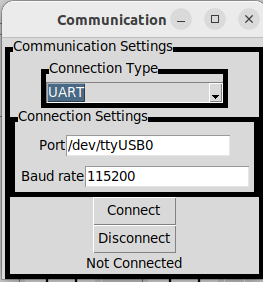 Communication
Communication Settings
Connection Type
UART
Connection Settings
Port /dev/ttyUSB0
Baud rate 115200
Connect
Disconnect
Not Connected